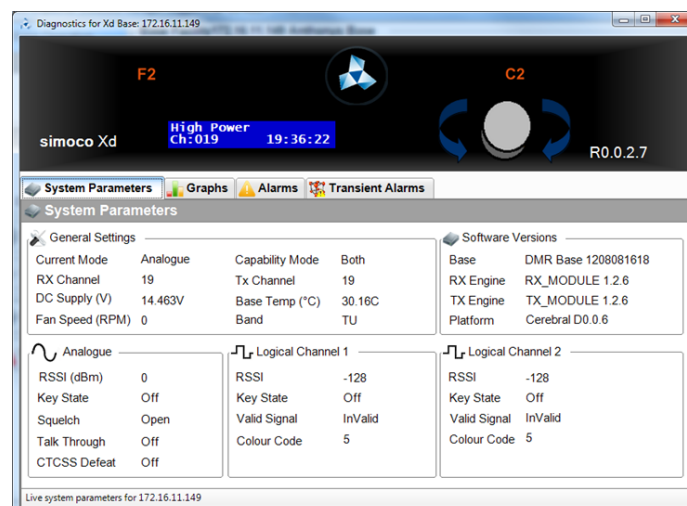 Diagnostics for Xd Base: 172.16.11.149
F2
C2
High Power
Ch:019 19:36:22
simoco Xd
R0.0.2.7
System Parameters Graphs Alarms Transient Alarms
System Parameters
General Settings
Current Mode Analogue Capability Mode Both
RX Channel 19 Tx Channel 19
DC Supply (V) 14.463V Base Temp (°C) 30.16C
Fan Speed (RPM) 0 Band TU
Software Versions
Base DMR Base 1208081618
RX Engine RX_MODULE 1.2.6
TX Engine TX_MODULE 1.2.6
Platform Cerebral D0.0.6
Analogue
RSSI (dBm) 0
Key State Off
Squelch Open
Talk Through Off
CTCSS Defeat Off
Logical Channel 1
RSSI -128
Key State Off
Valid Signal InValid
Colour Code 5
Logical Channel 2
RSSI -128
Key State Off
Valid Signal InValid
Colour Code 5
Live system parameters for 172.16.11.149